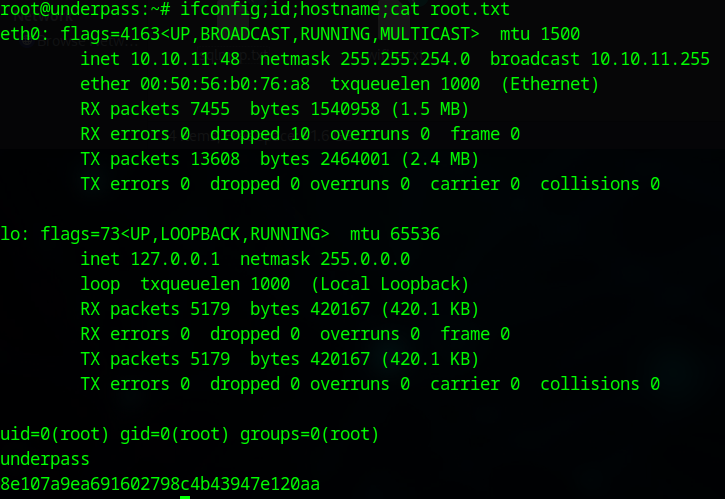 root@underpass:~# ifconfig;id;hostname;cat root.txt
eth0: flags=4163<UP,BROADCAST,RUNNING,MULTICAST>  mtu 1500
        inet 10.10.11.48  netmask 255.255.254.0  broadcast 10.10.11.255
        ether 00:50:56:b0:76:a8  txqueuelen 1000  (Ethernet)
        RX packets 7455  bytes 1540958 (1.5 MB)
        RX errors 0  dropped 10  overruns 0  frame 0
        TX packets 13608  bytes 2464001 (2.4 MB)
        TX errors 0  dropped 0 overruns 0  carrier 0  collisions 0

lo: flags=73<UP,LOOPBACK,RUNNING>  mtu 65536
        inet 127.0.0.1  netmask 255.0.0.0
        loop  txqueuelen 1000  (Local Loopback)
        RX packets 5179  bytes 420167 (420.1 KB)
        RX errors 0  dropped 0  overruns 0  frame 0
        TX packets 5179  bytes 420167 (420.1 KB)
        TX errors 0  dropped 0 overruns 0  carrier 0  collisions 0

uid=0(root) gid=0(root) groups=0(root)
underpass
8e107a9ea691602798c4b43947e120aa